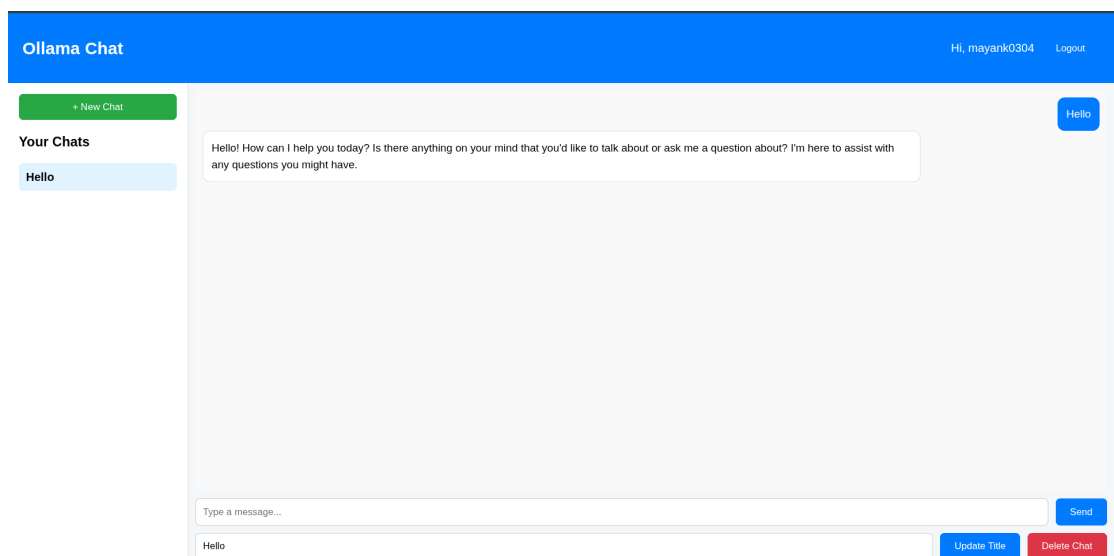 Ollama Chat
Hi, mayank0304
Logout
+ New Chat
Your Chats
Hello
Hello
Hello! How can I help you today? Is there anything on your mind that you'd like to talk about or ask me a question about? I'm here to assist with
any questions you might have.
Type a message...
Send
Hello
Update Title
Delete Chat